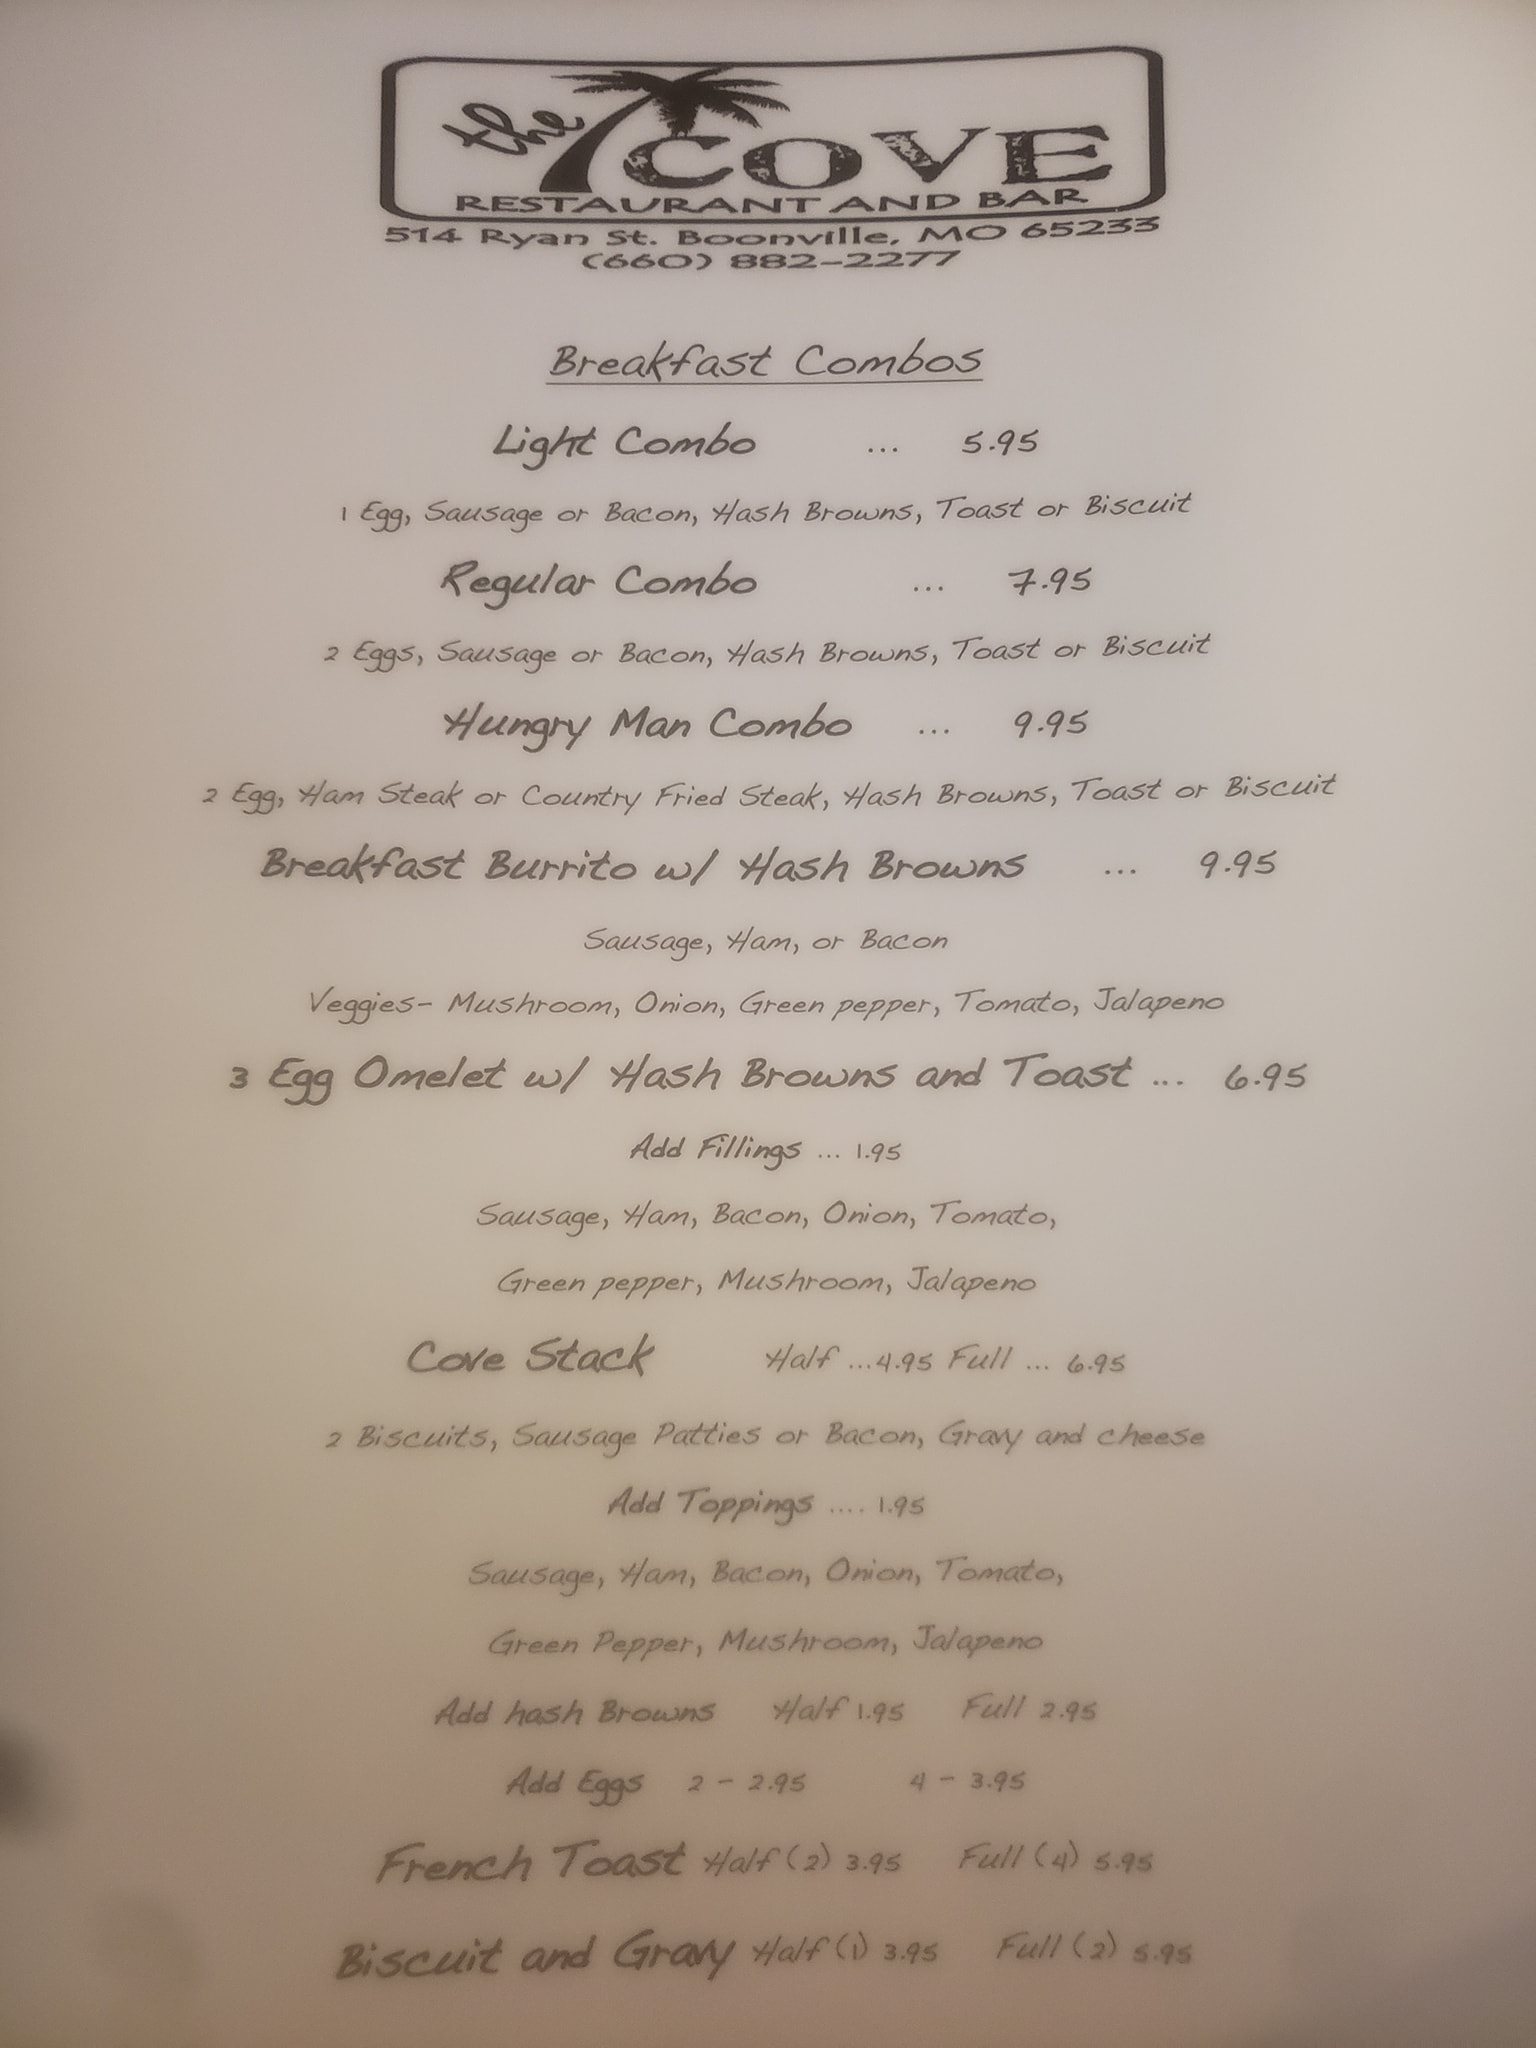 the COVE
RESTAURANT AND BAR
514 Ryan St. Boonville, MO 65233
(660) 882-2277
Breakfast Combos
Light Combo ... 5.95
1 Egg, Sausage or Bacon, Hash Browns, Toast or Biscuit
Regular Combo ... 7.95
2 Eggs, Sausage or Bacon, Hash Browns, Toast or Biscuit
Hungry Man Combo ... 9.95
2 Egg, Ham Steak or Country Fried Steak, Hash Browns, Toast or Biscuit
Breakfast Burrito w/ Hash Browns ... 9.95
Sausage, Ham, or Bacon
Veggies- Mushroom, Onion, Green pepper, Tomato, Jalapeno
3 Egg Omelet w/ Hash Browns and Toast ... 6.95
Add Fillings ... 1.95
Sausage, Ham, Bacon, Onion, Tomato,
Green pepper, Mushroom, Jalapeno
Cove Stack Half ...4.95 Full ... 6.95
2 Biscuits, Sausage Patties or Bacon, Gravy and cheese
Add Toppings .... 1.95
Sausage, Ham, Bacon, Onion, Tomato,
Green Pepper, Mushroom, Jalapeno
Add hash Browns Half 1.95 Full 2.95
Add Eggs 2 - 2.95 4 - 3.95
French Toast Half (2) 3.95 Full (4) 5.95
Biscuit and Gravy Half (1) 3.95 Full (2) 5.95